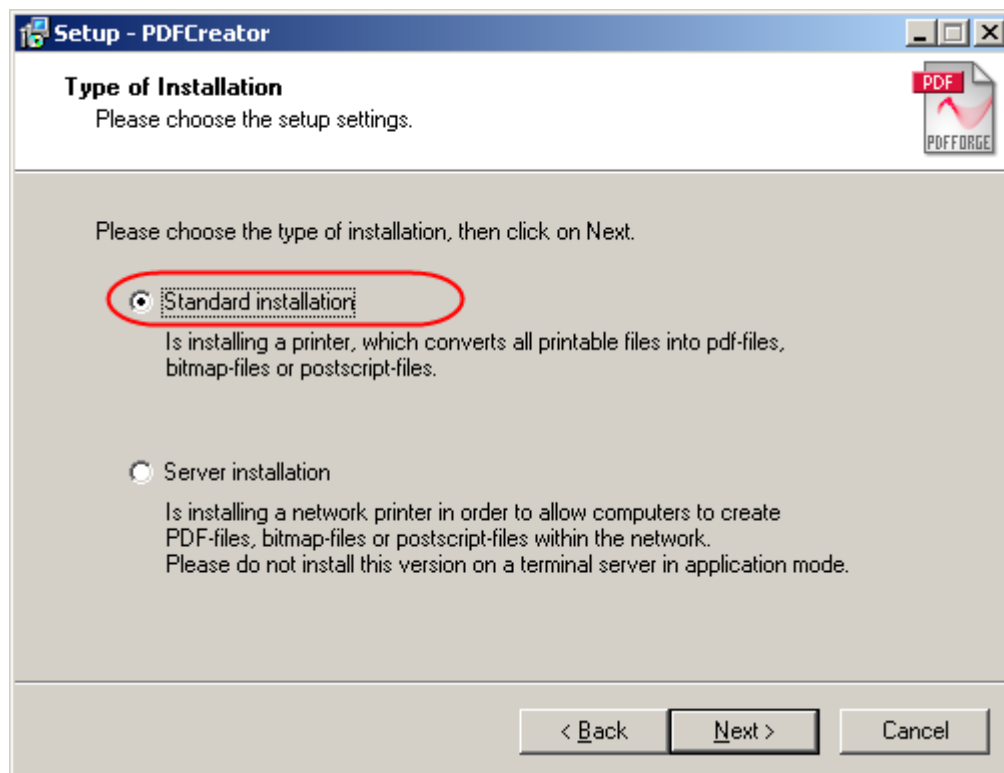 Setup - PDFCreator
Type of Installation
Please choose the setup settings.
PDF
PDFFORGE
Please choose the type of installation, then click on Next.
Standard installation
Is installing a printer, which converts all printable files into pdf-files,
bitmap-files or postscript-files.
Server installation
Is installing a network printer in order to allow computers to create
PDF-files, bitmap-files or postscript-files within the network.
Please do not install this version on a terminal server in application mode.
< Back
Next >
Cancel